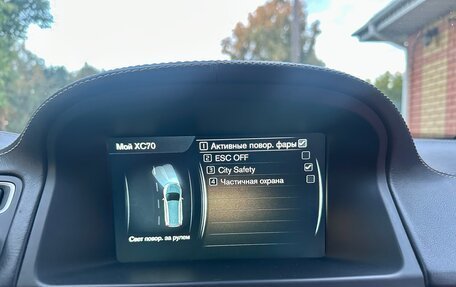 Мой XC70
1 Активные повор. фары
2 ESC OFF
3 City Safety
4 Частичная охрана
Свет повор. за рулем